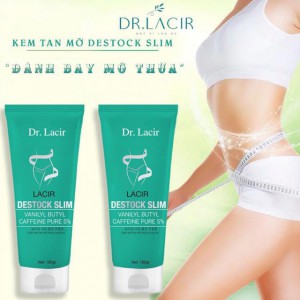 DR.LACIR
KEM TAN MỠ DESTOCK SLIM
"ĐÁNH BAY MỠ THỪA"
Dr. Lacir
LACIR
DESTOCK SLIM
VANILYL BUTYL
CAFFEINE PURE 5%
Dr. Lacir
LACIR
DESTOCK SLIM
VANILYL BUTYL
CAFFEINE PURE 5%